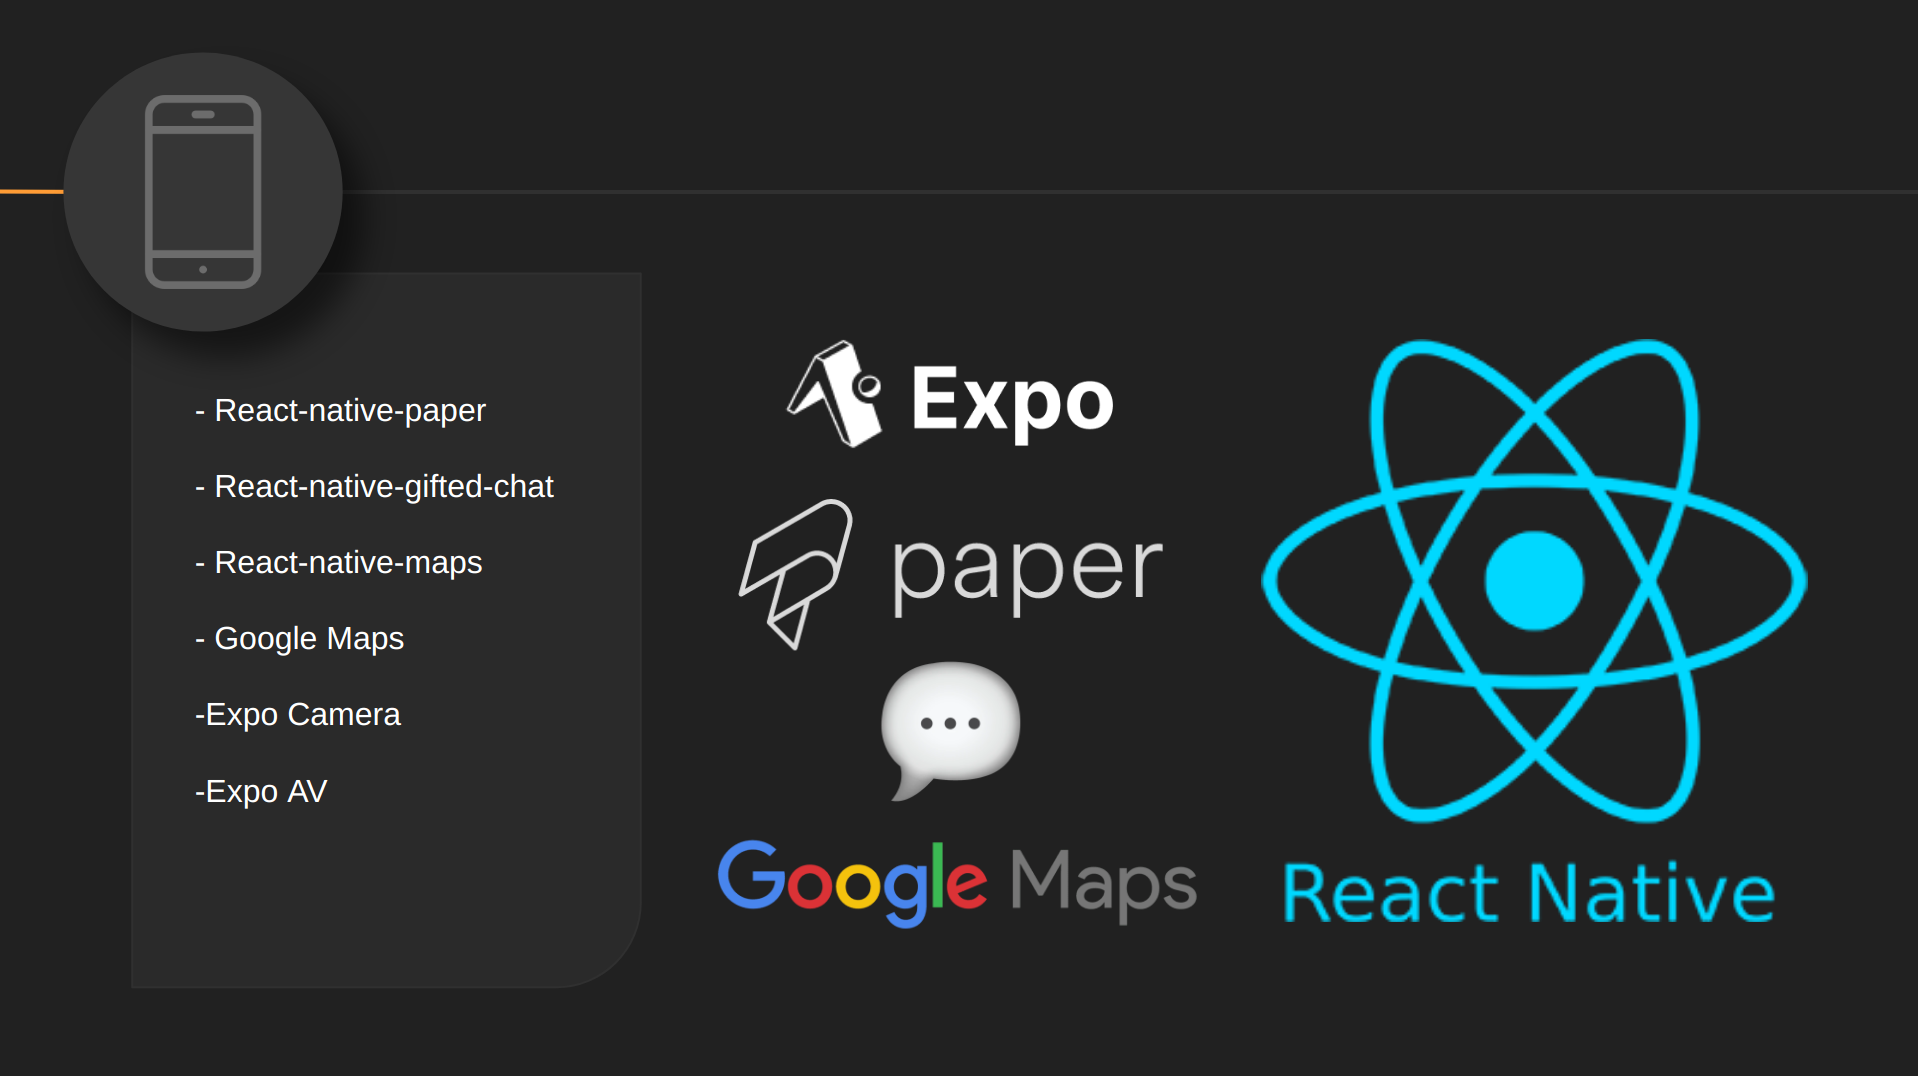 - React-native-paper
- React-native-gifted-chat
- React-native-maps
- Google Maps
-Expo Camera
-Expo AV
Expo
paper
Google Maps
React Native